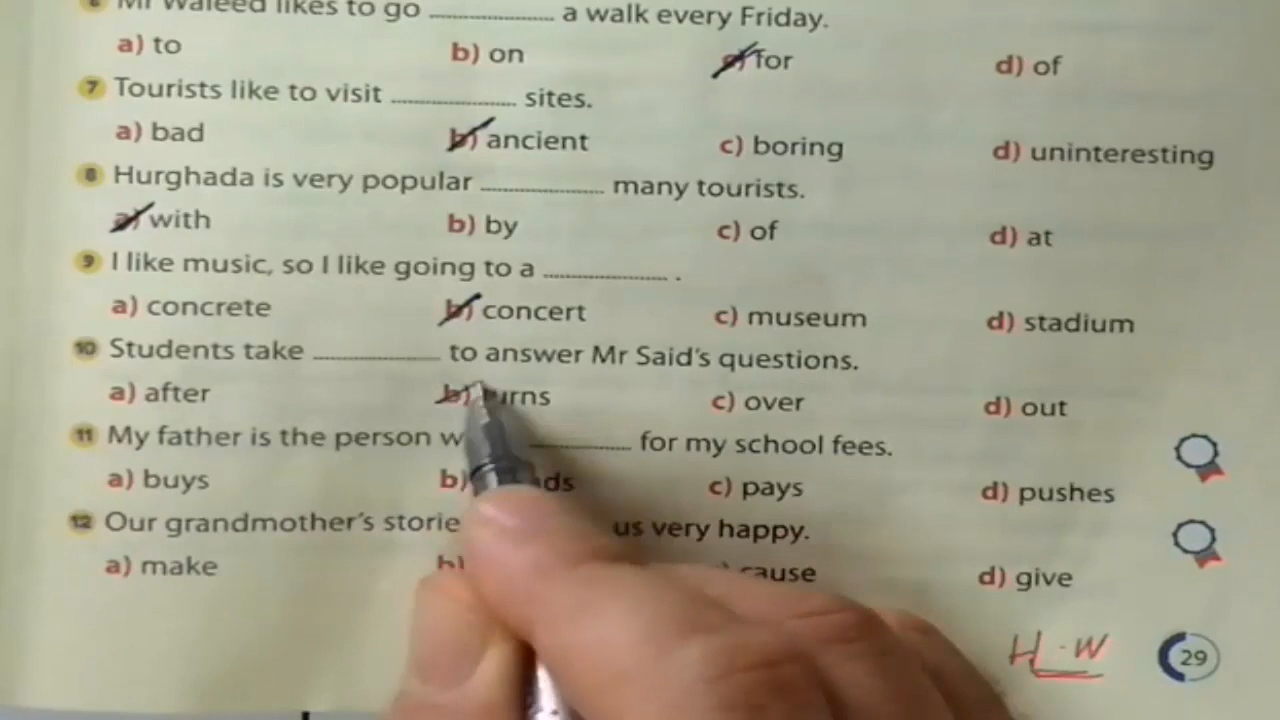 6 Mr Waleed likes to go ............ a walk every Friday.
a) to b) on c) for d) of
7 Tourists like to visit ............ sites.
a) bad b) ancient c) boring d) uninteresting
8 Hurghada is very popular ............ many tourists.
a) with b) by c) of d) at
9 I like music, so I like going to a ............ .
a) concrete b) concert c) museum d) stadium
10 Students take ............ to answer Mr Said's questions.
a) after b) turns c) over d) out
11 My father is the person ............ for my school fees.
a) buys b) c) pays d) pushes
12 Our grandmother's us very happy.
a) make b) cause d) give
H.W 29